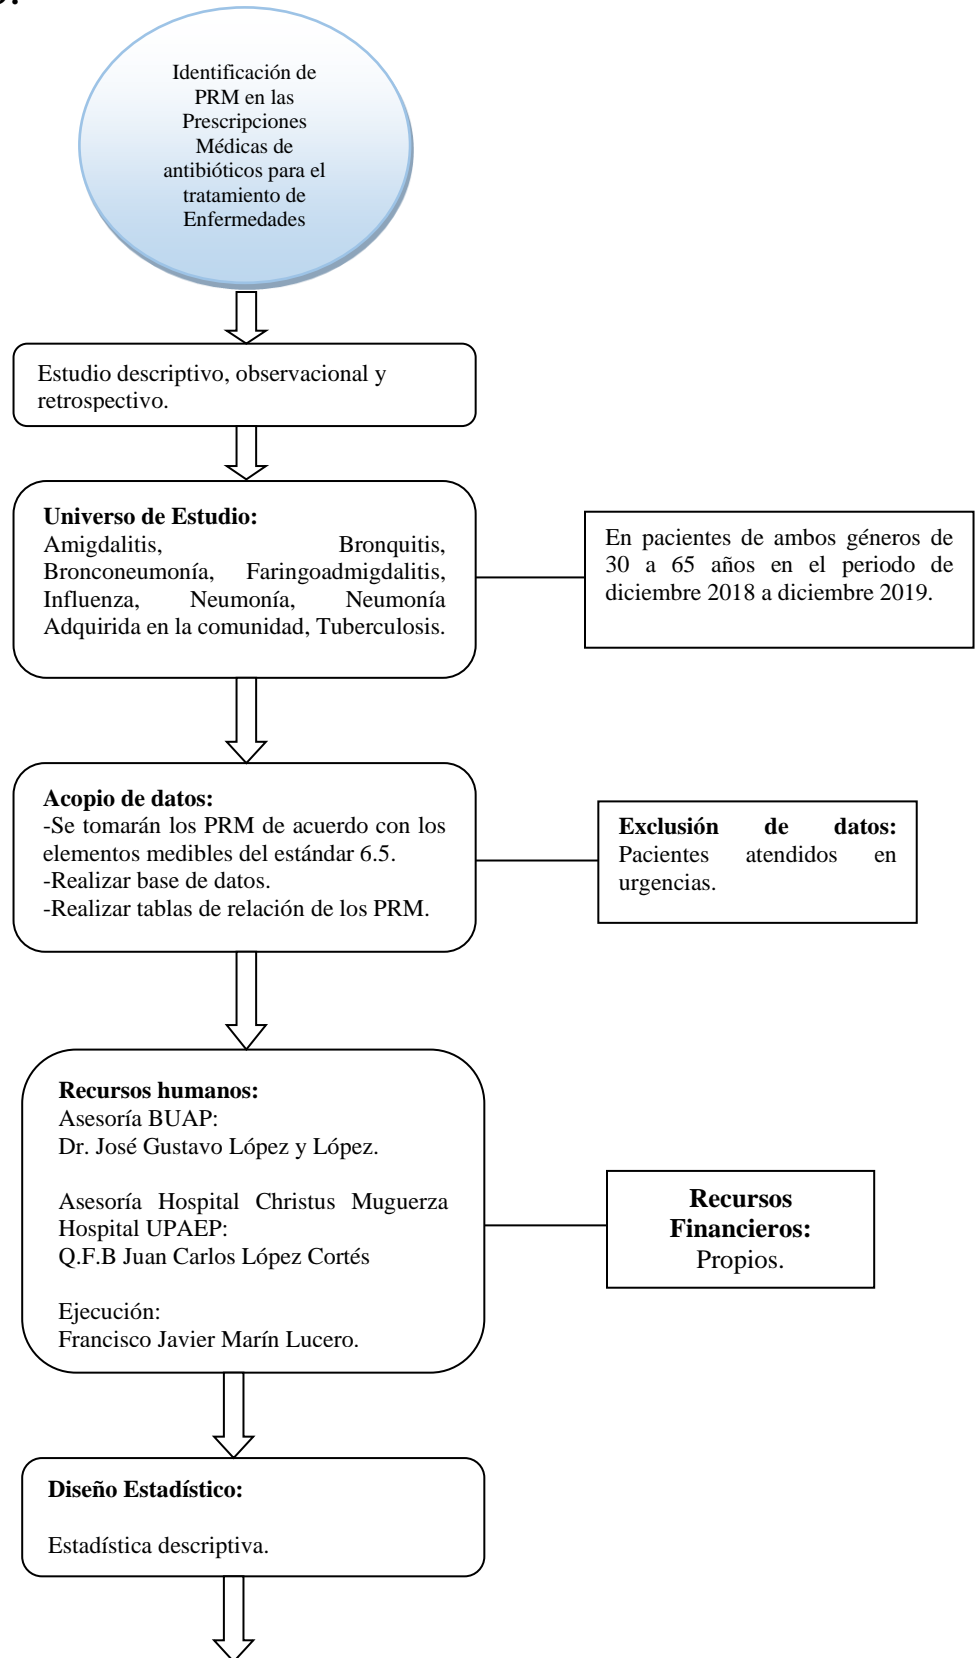 Identificación de
PRM en las
Prescripciones
Médicas de
antibióticos para el
tratamiento de
Enfermedades
Estudio descriptivo, observacional y
retrospectivo.
Universo de Estudio:
Amigdalitis, Bronquitis,
Bronconeumonía, Faringoadmigdalitis,
Influenza, Neumonía, Neumonía
Adquirida en la comunidad, Tuberculosis.
En pacientes de ambos géneros de
30 a 65 años en el periodo de
diciembre 2018 a diciembre 2019.
Acopio de datos:
-Se tomarán los PRM de acuerdo con los
elementos medibles del estándar 6.5.
-Realizar base de datos.
-Realizar tablas de relación de los PRM.
Exclusión de datos:
Pacientes atendidos en
urgencias.
Recursos humanos:
Asesoría BUAP:
Dr. José Gustavo López y López.
Asesoría Hospital Christus Muguerza
Hospital UPAEP:
Q.F.B Juan Carlos López Cortés
Ejecución:
Francisco Javier Marín Lucero.
Recursos
Financieros:
Propios.
Diseño Estadístico:
Estadística descriptiva.